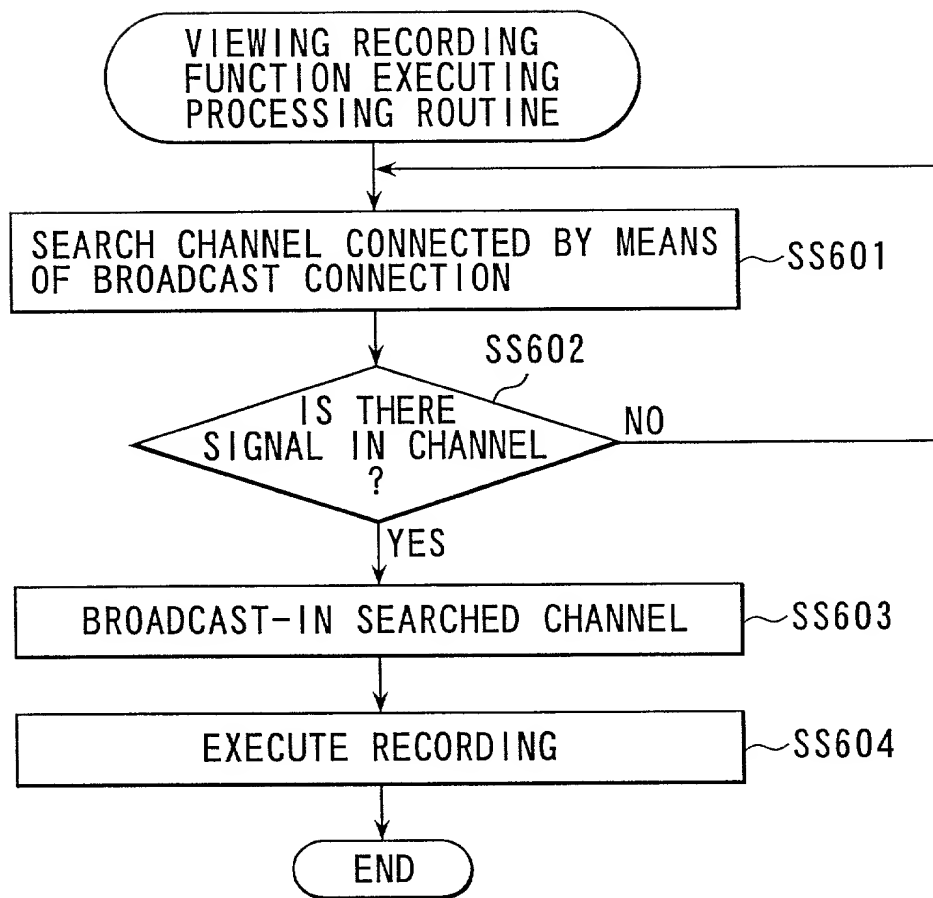 VIEWING RECORDING
FUNCTION EXECUTING
PROCESSING ROUTINE
SEARCH CHANNEL CONNECTED BY MEANS
OF BROADCAST CONNECTION
SS601
SS602
IS THERE
SIGNAL IN CHANNEL
?
NO
YES
BROADCAST-IN SEARCHED CHANNEL
SS603
EXECUTE RECORDING
SS604
END